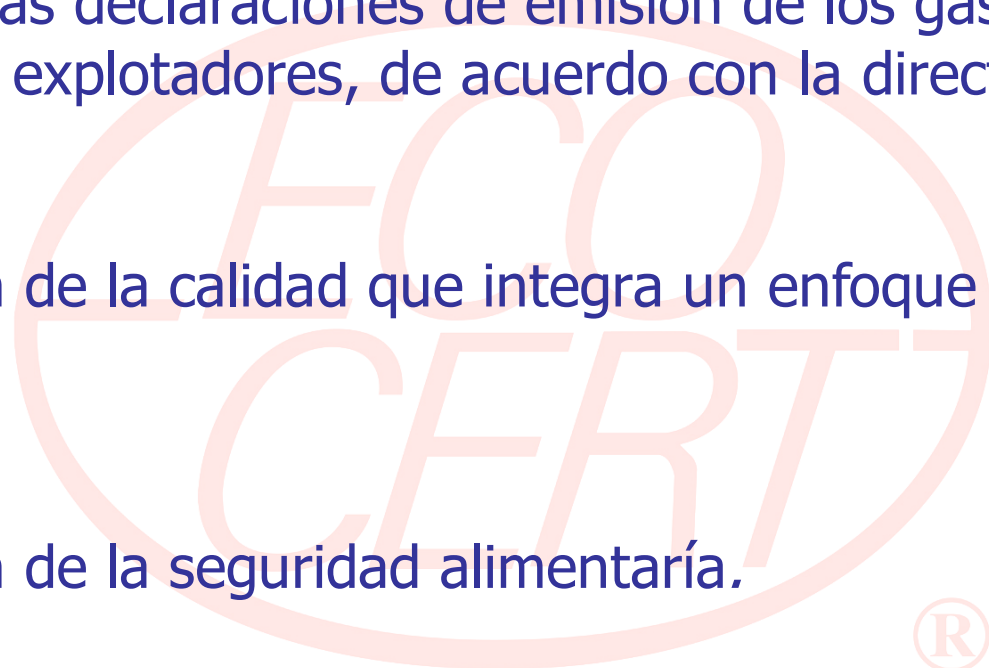 as declaraciones de emisión de los gas
explotadores, de acuerdo con la direct
de la calidad que integra un enfoque
de la seguridad alimentaría.
ECO
CERT
®